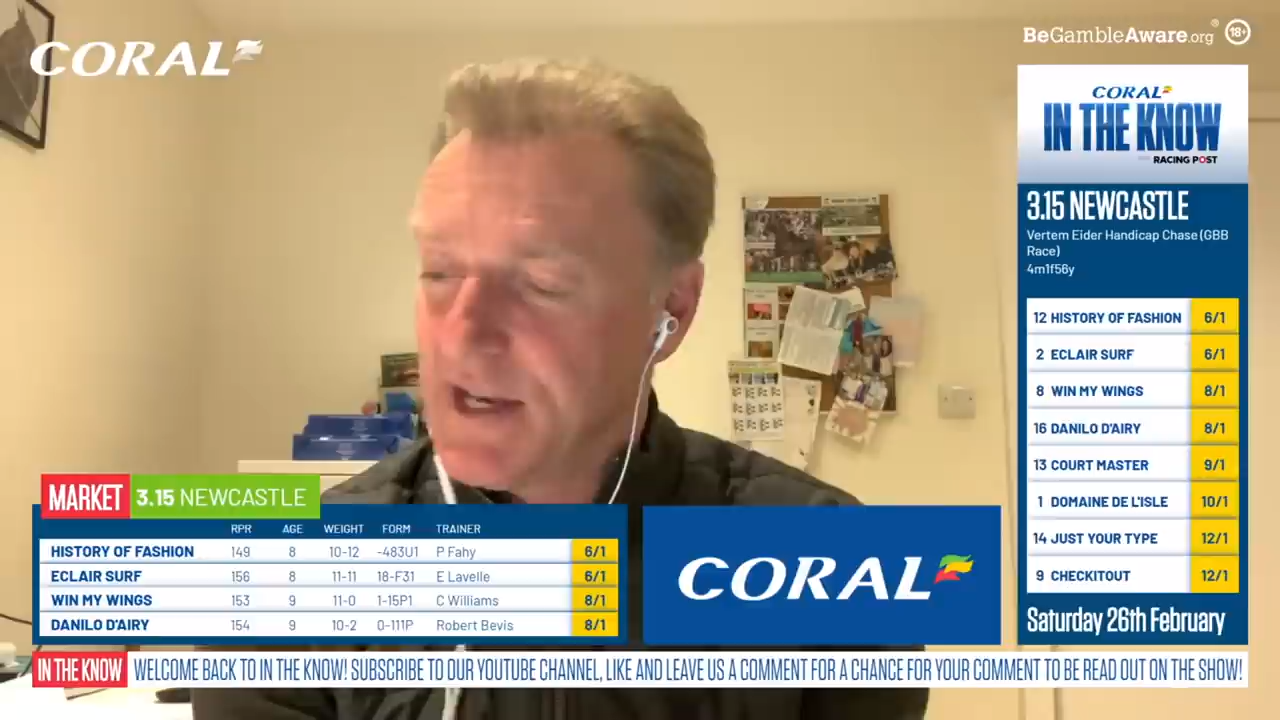 CORAL
BeGambleAware.org® 18+
CORAL
IN THE KNOW
RACING POST
3.15 NEWCASTLE
Vertem Eider Handicap Chase (GBB
Race)
4m1f56y
12 HISTORY OF FASHION 6/1
2 ECLAIR SURF 6/1
8 WIN MY WINGS 8/1
16 DANILO D'AIRY 8/1
13 COURT MASTER 9/1
1 DOMAINE DE L'ISLE 10/1
14 JUST YOUR TYPE 12/1
9 CHECKITOUT 12/1
Saturday 26th February
MARKET 3.15 NEWCASTLE
RPR AGE WEIGHT FORM TRAINER
HISTORY OF FASHION 149 8 10-12 -483U1 P Fahy 6/1
ECLAIR SURF 156 8 11-11 18-F31 E Lavelle 6/1
WIN MY WINGS 153 9 11-0 1-15P1 C Williams 8/1
DANILO D'AIRY 154 9 10-2 0-111P Robert Bevis 8/1
CORAL
IN THE KNOW WELCOME BACK TO IN THE KNOW! SUBSCRIBE TO OUR YOUTUBE CHANNEL, LIKE AND LEAVE US A COMMENT FOR A CHANCE FOR YOUR COMMENT TO BE READ OUT ON THE SHOW!